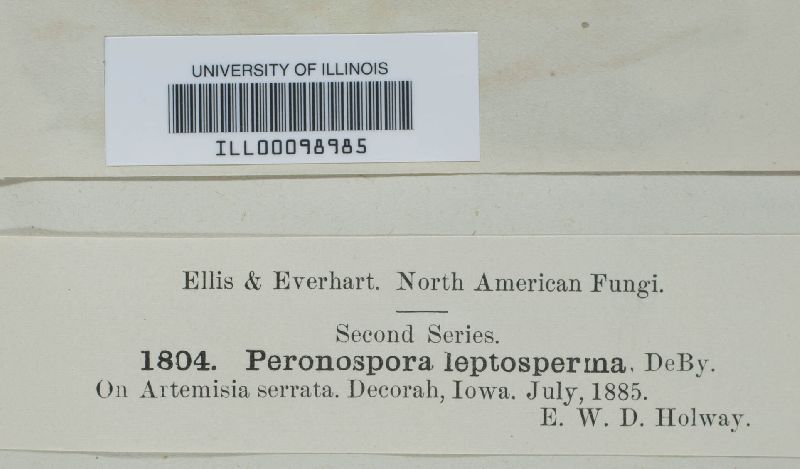 UNIVERSITY OF ILLINOIS
ILL00098985
Ellis & Everhart. North American Fungi.
Second Series.
1804. Peronospora leptosperma, DeBy.
On Artemisia serrata. Decorah, Iowa. July, 1885.
E. W. D. Holway.